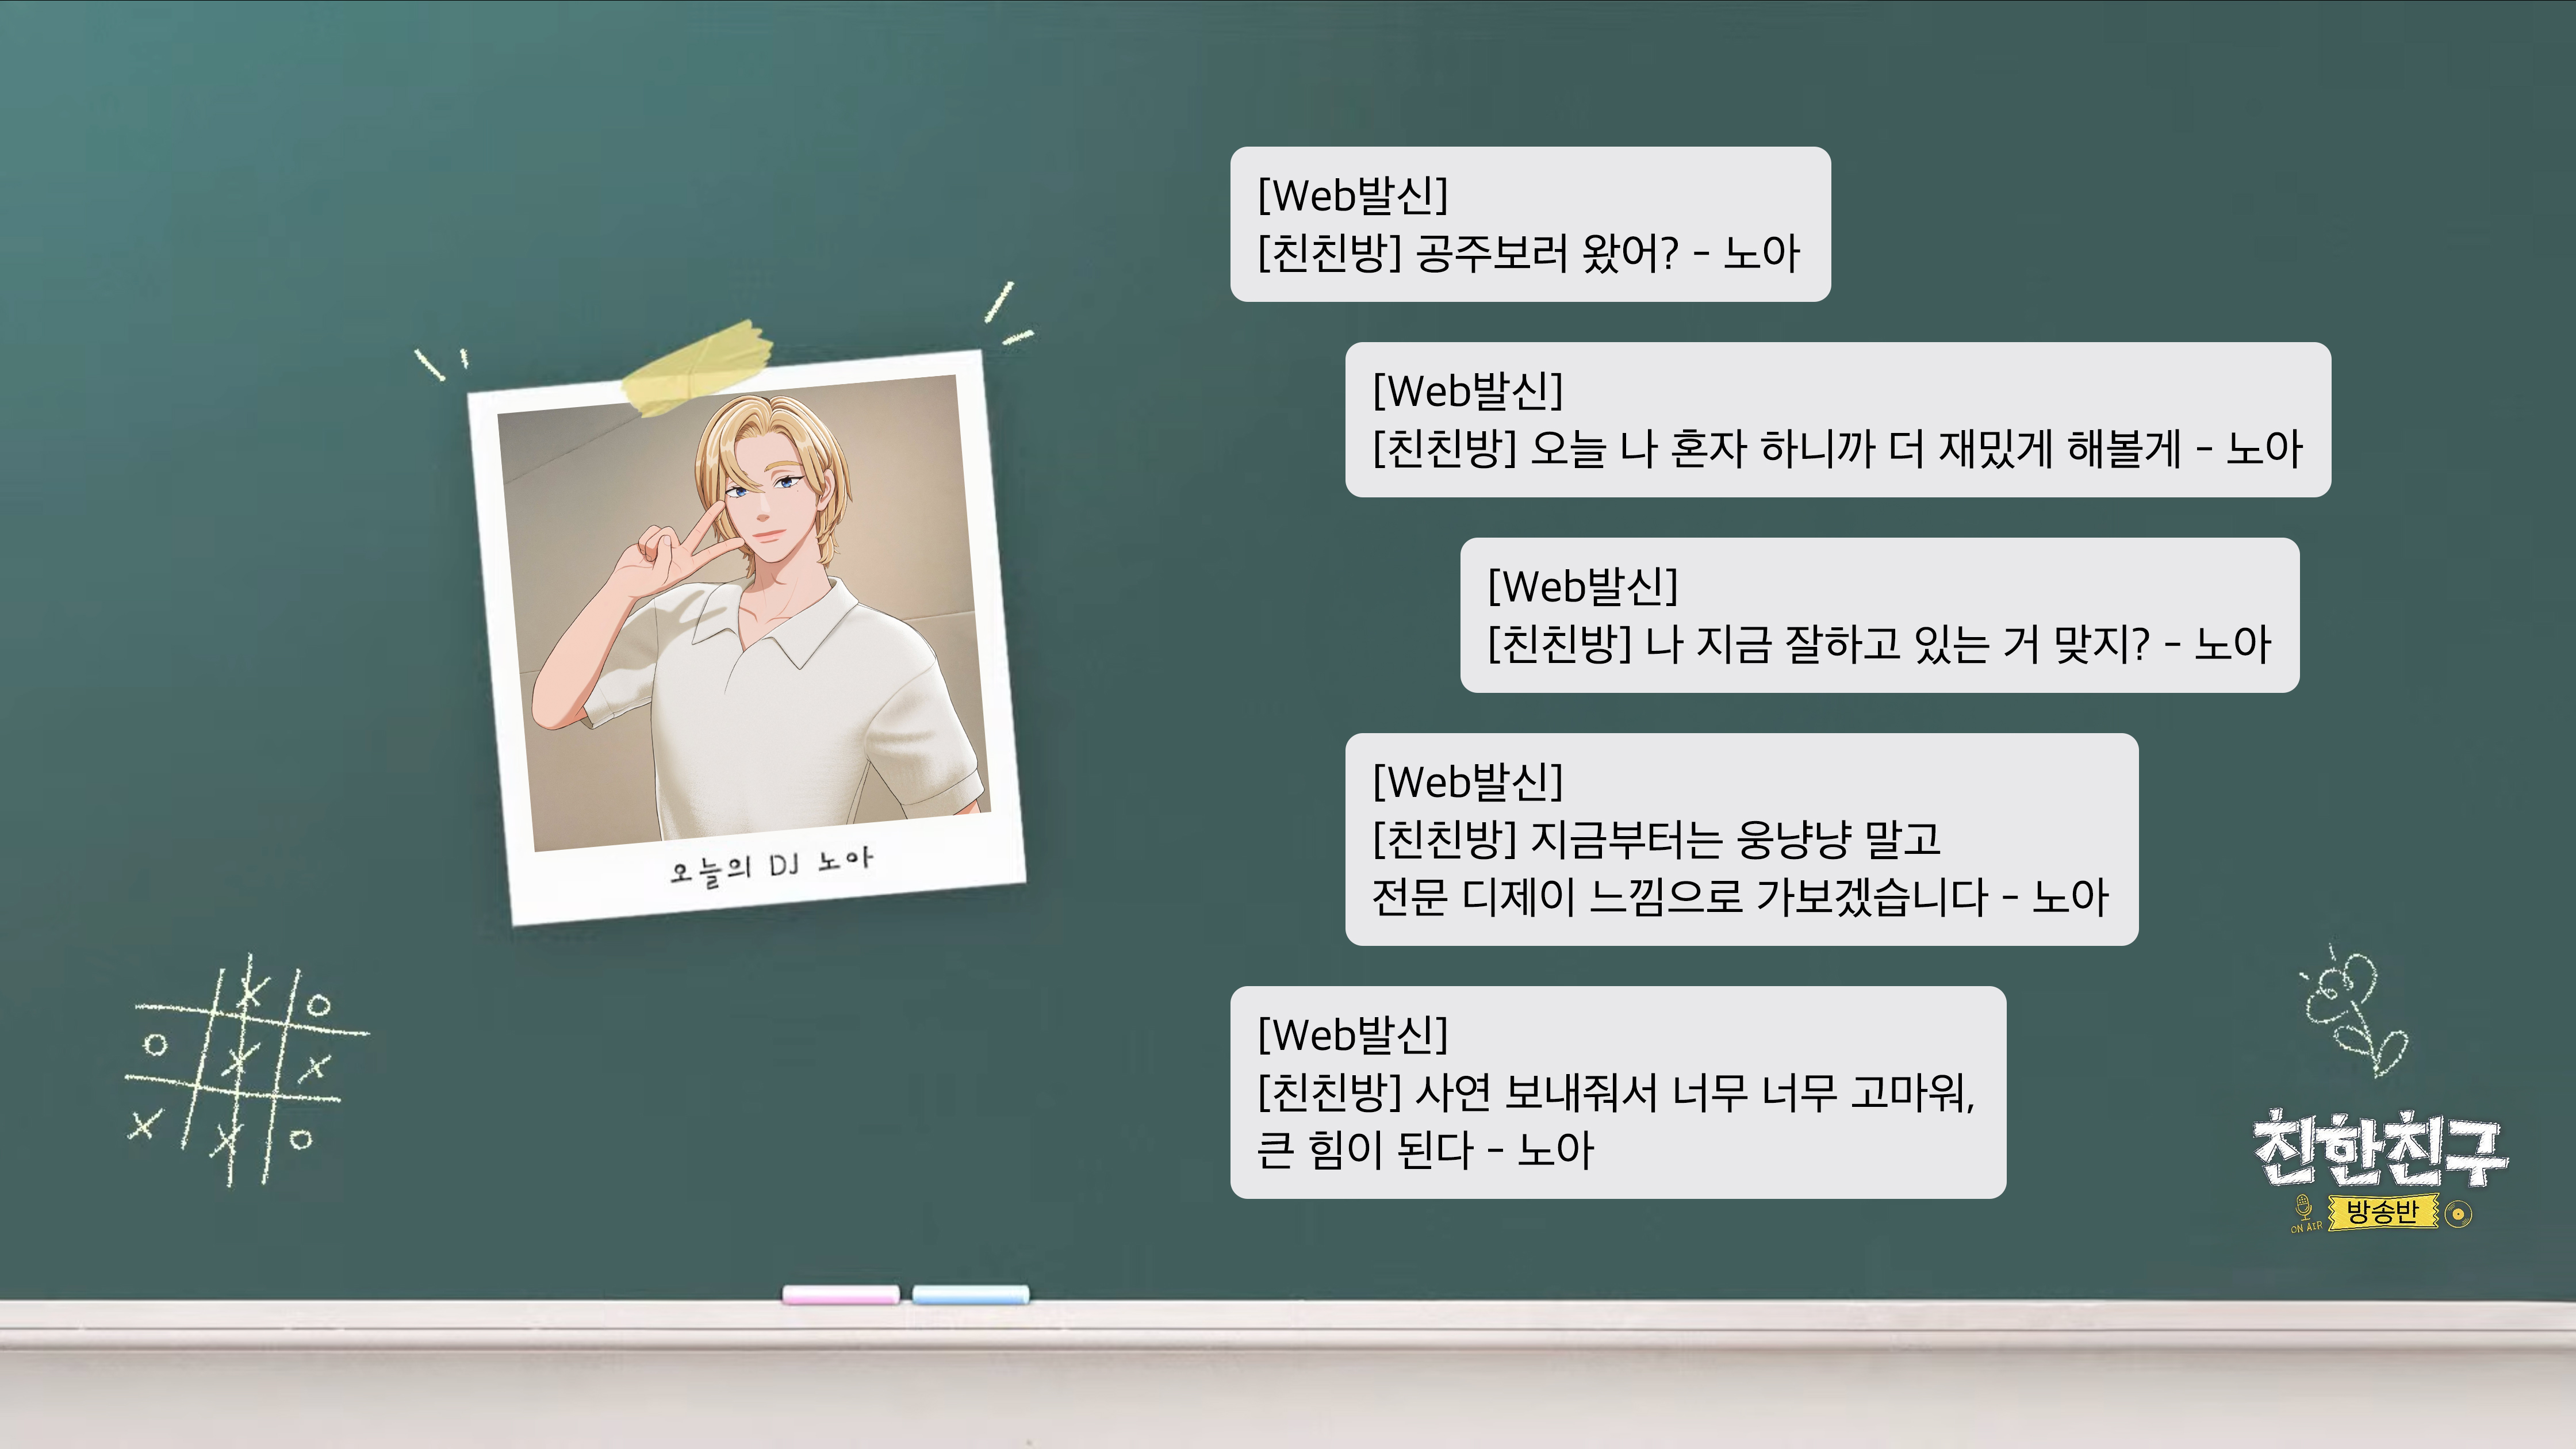 [Web발신]
[친친방] 공주보러 왔어? - 노아
[Web발신]
[친친방] 오늘 나 혼자 하니까 더 재밌게 해볼게 - 노아
[Web발신]
[친친방] 나 지금 잘하고 있는 거 맞지? - 노아
[Web발신]
[친친방] 지금부터는 웅냥냥 말고
전문 디제이 느낌으로 가보겠습니다 - 노아
[Web발신]
[친친방] 사연 보내줘서 너무 너무 고마워,
큰 힘이 된다 - 노아
오늘의 DJ 노아
X O
O X X
X X O
친한친구
ON AIR 방송반